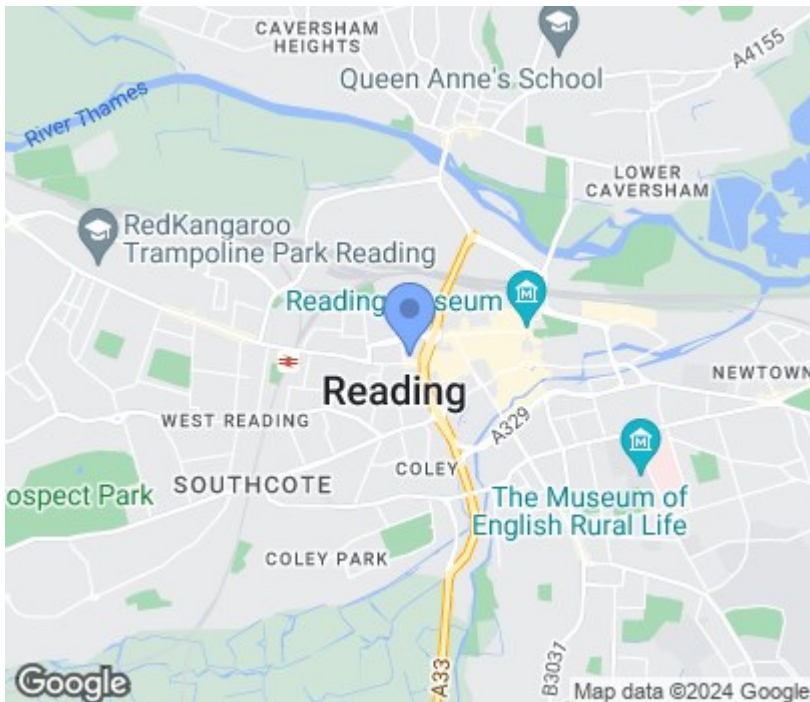 CAVERSHAM
HEIGHTS
A4155
Queen Anne's School
River Thames
LOWER
CAVERSHAM
RedKangaroo
Trampoline Park Reading
Reading Museum
Reading
NEWTOWN
WEST READING
A329
COLEY
SOUTHCOTE
ospect Park
The Museum of
English Rural Life
COLEY PARK
A33
B3031
Google
Map data ©2024 Google